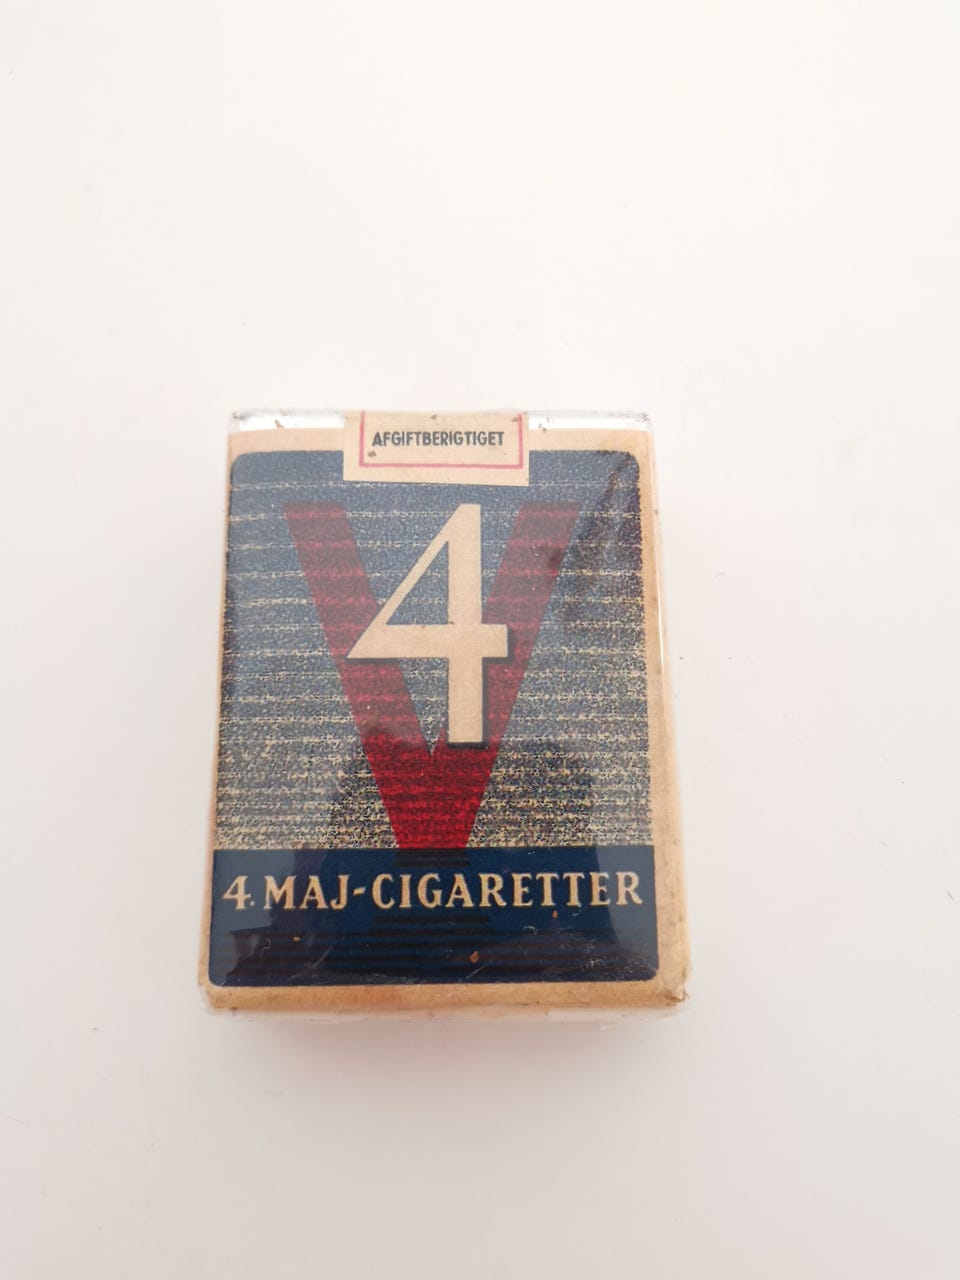 AFGIFTBERIGTIGET
V
4
4. MAJ-CIGARETTER